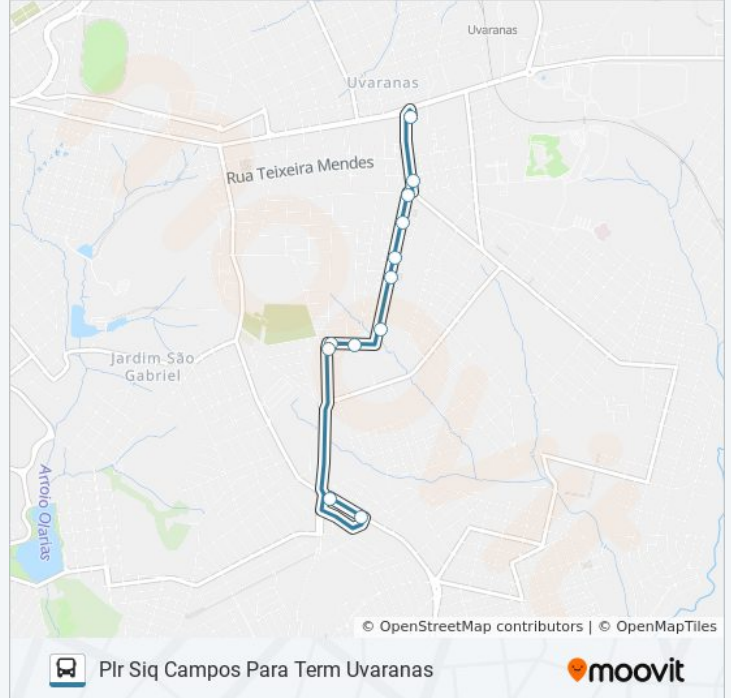 Uvaranas
Uvaranas
Rua Teixeira Mendes
Jardim São
Gabriel
Arroio Olarias
© OpenStreetMap contributors | © OpenMapTiles
Plr Siq Campos Para Term Uvaranas
moovit